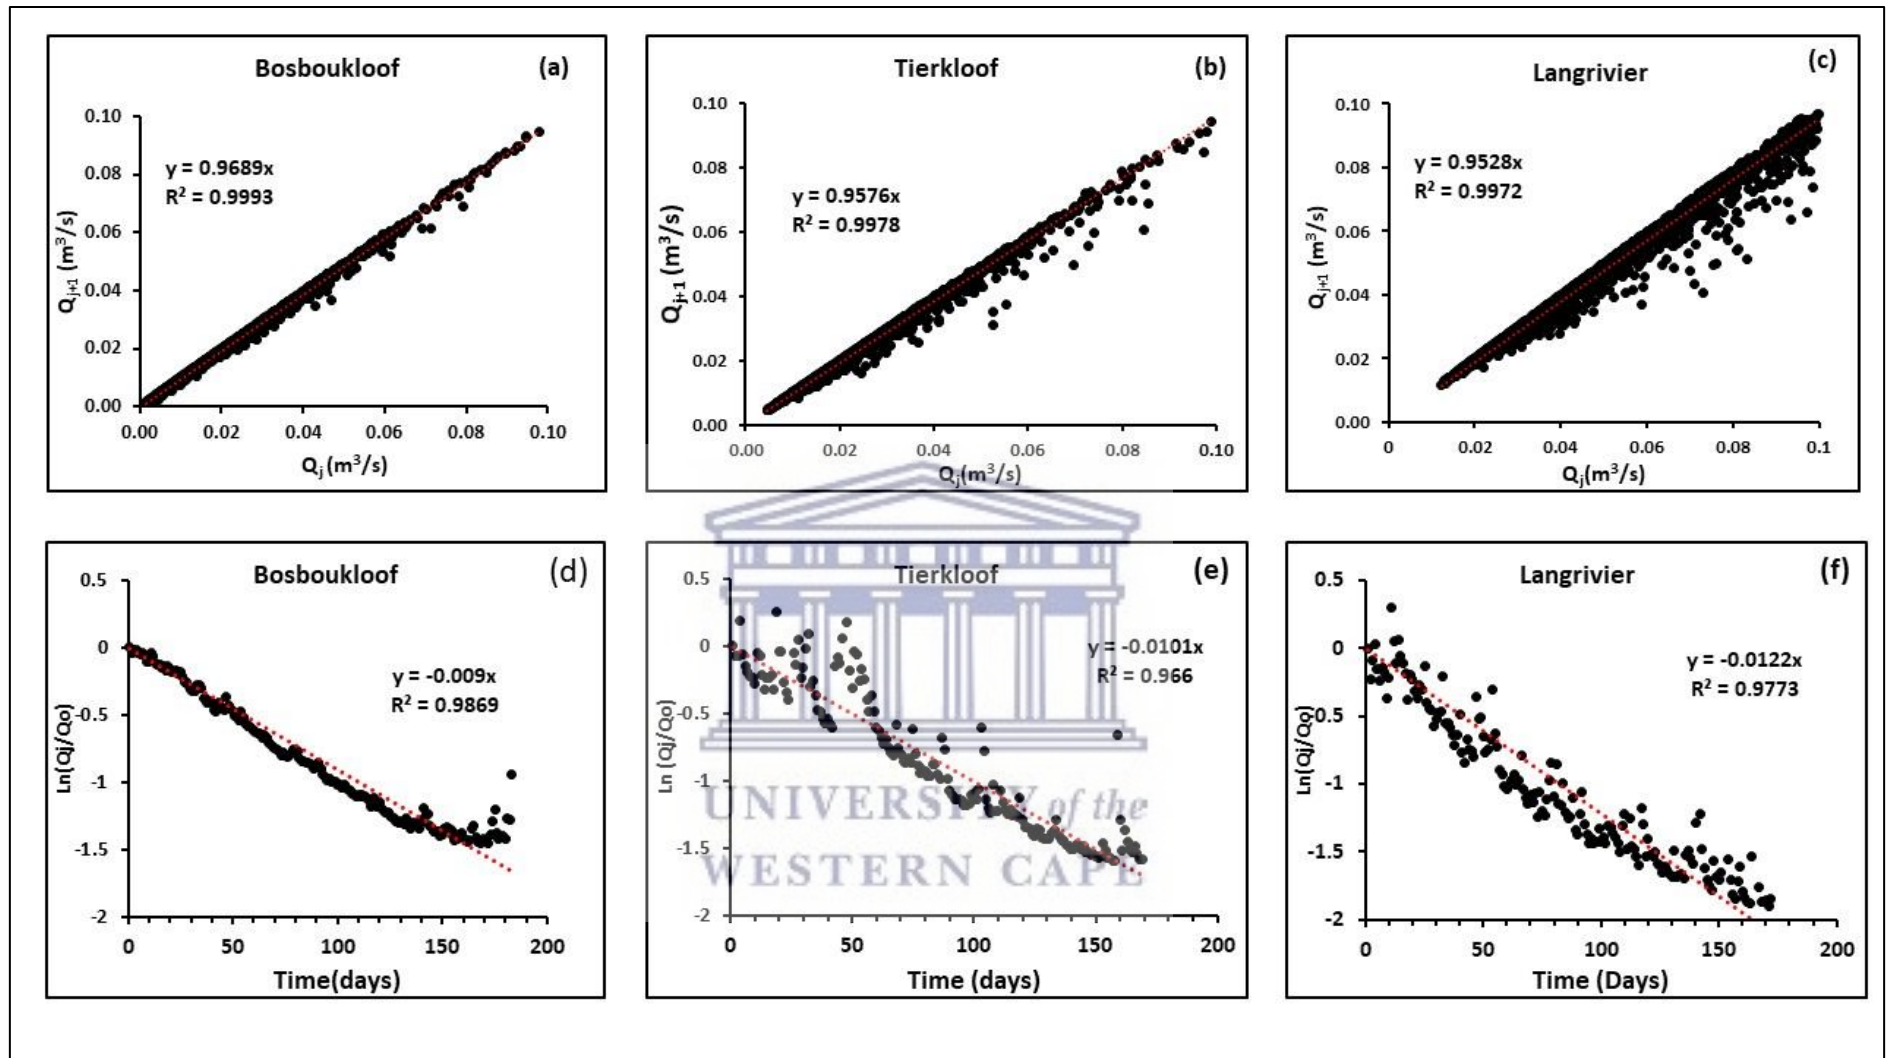 Bosboukloof (a)
0.10
0.08
0.06
0.04
0.02
0.00
y = 0.9689x
R² = 0.9993
Qj+1 (m³/s)
0.00 0.02 0.04 0.06 0.08 0.10
Qj (m³/s)
Tierkloof (b)
0.10
0.08
0.06
0.04
0.02
0.00
y = 0.9576x
R² = 0.9978
Qj+1 (m³/s)
0.00 0.02 0.04 0.06 0.08 0.10
Qj(m³/s)
Langrivier (c)
0.10
0.08
0.06
0.04
0.02
0.00
y = 0.9528x
R² = 0.9972
Qj+1 (m³/s)
0 0.02 0.04 0.06 0.08 0.1
Qj(m³/s)
Bosboukloof (d)
0.5
0
-0.5
-1
-1.5
-2
y = -0.009x
R² = 0.9869
Ln(Qj/Qo)
0 50 100 150 200
Time(days)
Tierkloof (e)
0.5
0
-0.5
-1
-1.5
-2
y = -0.0101x
R² = 0.966
Ln (Qj/Qo)
0 50 100 150 200
Time (days)
Langrivier (f)
0.5
0
-0.5
-1
-1.5
-2
y = -0.0122x
R² = 0.9773
Ln(Qj/Qo)
0 50 100 150 200
Time (Days)
UNIVERSITY of the
WESTERN CAPE